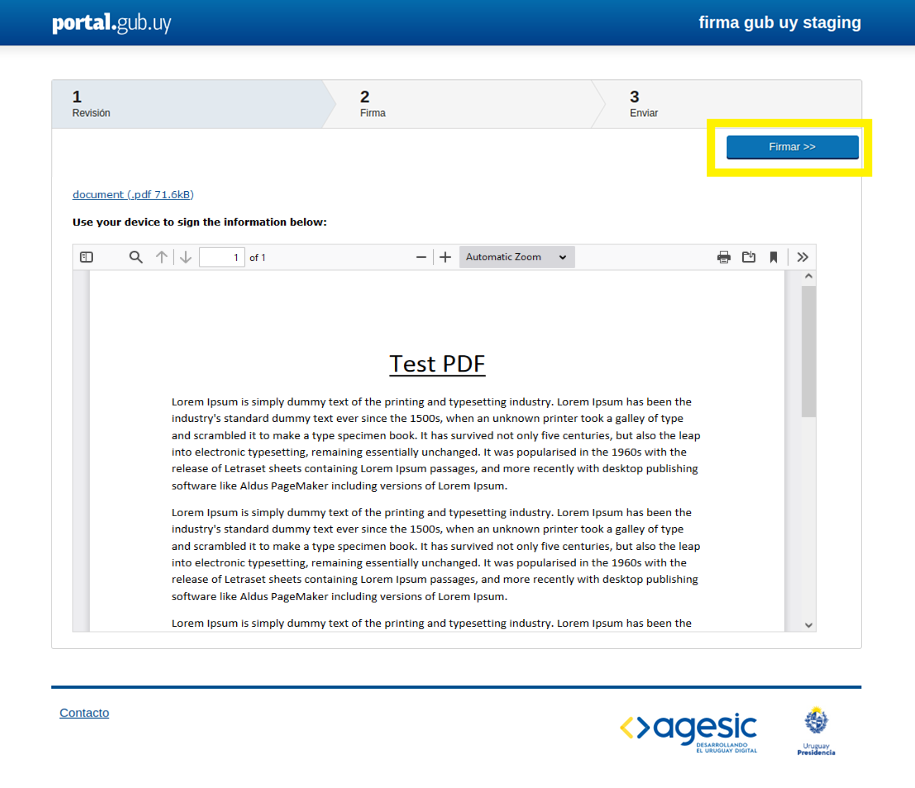 portal.gub.uy
firma gub uy staging
1
Revisión
2
Firma
3
Enviar
Firmar >>
document (.pdf 71.6kB)
Use your device to sign the information below:
1 of 1
Automatic Zoom
Test PDF
Lorem Ipsum is simply dummy text of the printing and typesetting industry. Lorem Ipsum has been the
industry's standard dummy text ever since the 1500s, when an unknown printer took a galley of type
and scrambled it to make a type specimen book. It has survived not only five centuries, but also the leap
into electronic typesetting, remaining essentially unchanged. It was popularised in the 1960s with the
release of Letraset sheets containing Lorem Ipsum passages, and more recently with desktop publishing
software like Aldus PageMaker including versions of Lorem Ipsum.
Lorem Ipsum is simply dummy text of the printing and typesetting industry. Lorem Ipsum has been the
industry's standard dummy text ever since the 1500s, when an unknown printer took a galley of type
and scrambled it to make a type specimen book. It has survived not only five centuries, but also the leap
into electronic typesetting, remaining essentially unchanged. It was popularised in the 1960s with the
release of Letraset sheets containing Lorem Ipsum passages, and more recently with desktop publishing
software like Aldus PageMaker including versions of Lorem Ipsum.
Lorem Ipsum is simply dummy text of the printing and typesetting industry. Lorem Ipsum has been the
Contacto
agesic
DESARROLLANDO
EL URUGUAY DIGITAL
Uruguay
Presidencia